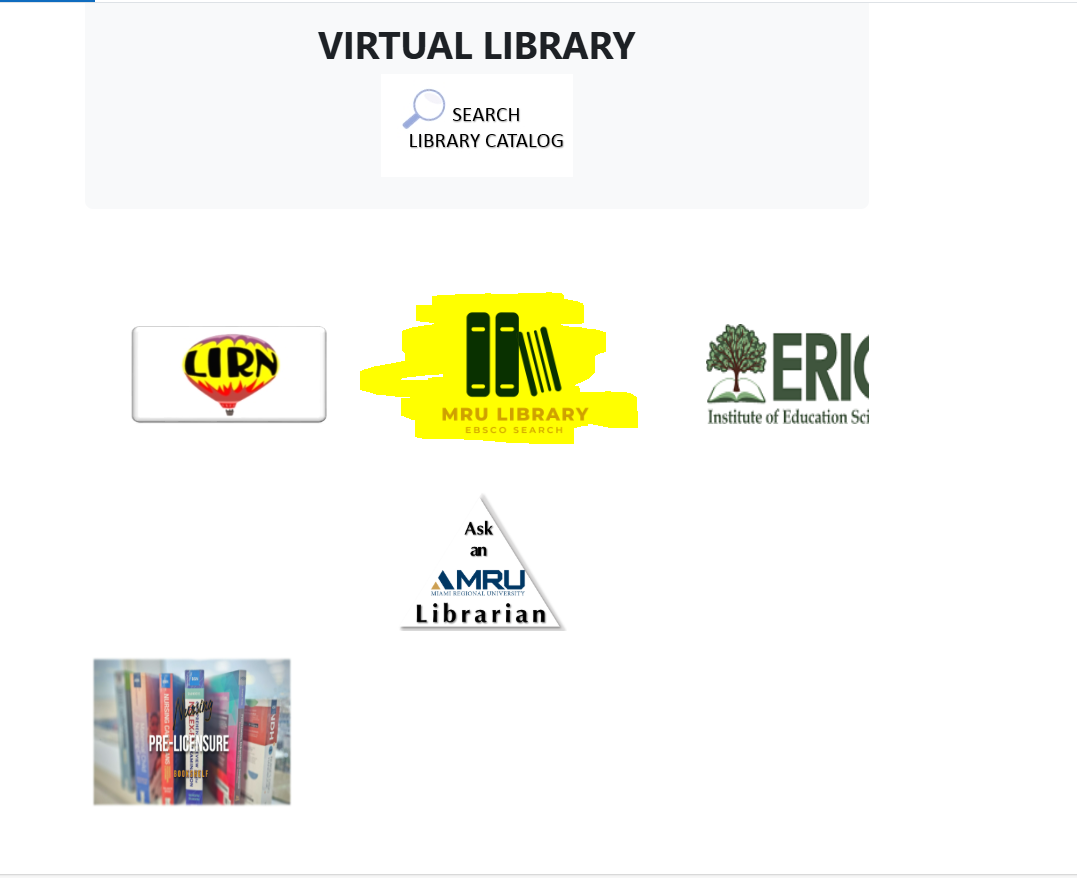 VIRTUAL LIBRARY
SEARCH
LIBRARY CATALOG
LIRN
MRU LIBRARY
EBSCO SEARCH
ERIC
Institute of Education Sci
Ask
an
MRU
MIAMI REGIONAL UNIVERSITY
Librarian
Nursing
PRE-LICENSURE
BOOKSHELF